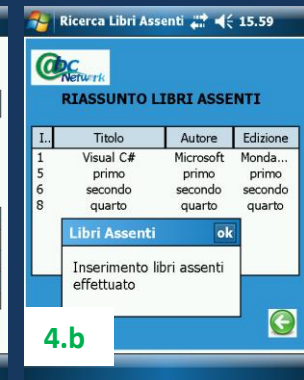 Ricerca Libri Assenti 15.59
@bc
Network
RIASSUNTO LIBRI ASSENTI
I.. Titolo Autore Edizione
1 Visual C# Microsoft Monda...
5 primo primo primo
6 secondo secondo secondo
8 quarto quarto quarto
Libri Assenti ok
Inserimento libri assenti
effettuato
4.b